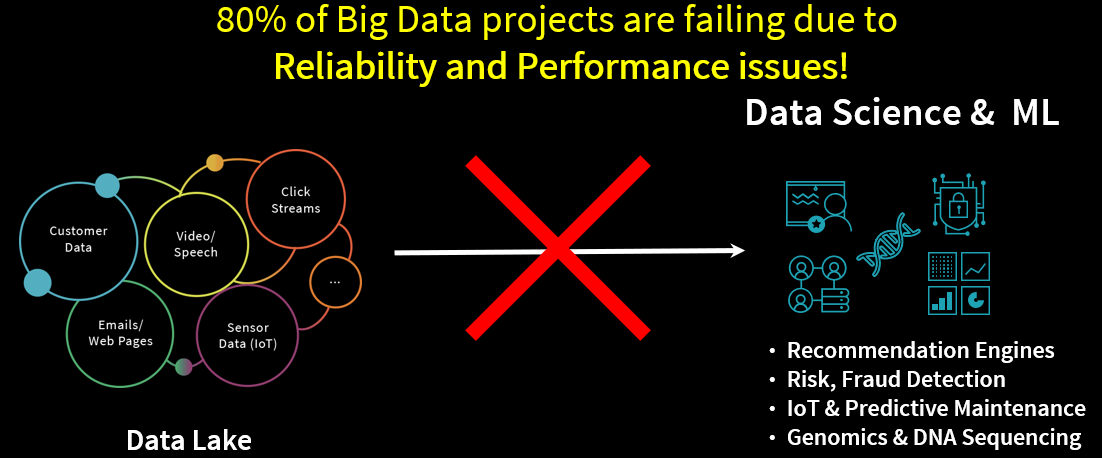 80% of Big Data projects are failing due to
Reliability and Performance issues!
Data Science & ML
Click
Streams
Customer
Data
Video/
Speech
...
Emails/
Web Pages
Sensor
Data (IoT)
Data Lake
• Recommendation Engines
• Risk, Fraud Detection
• IoT & Predictive Maintenance
• Genomics & DNA Sequencing